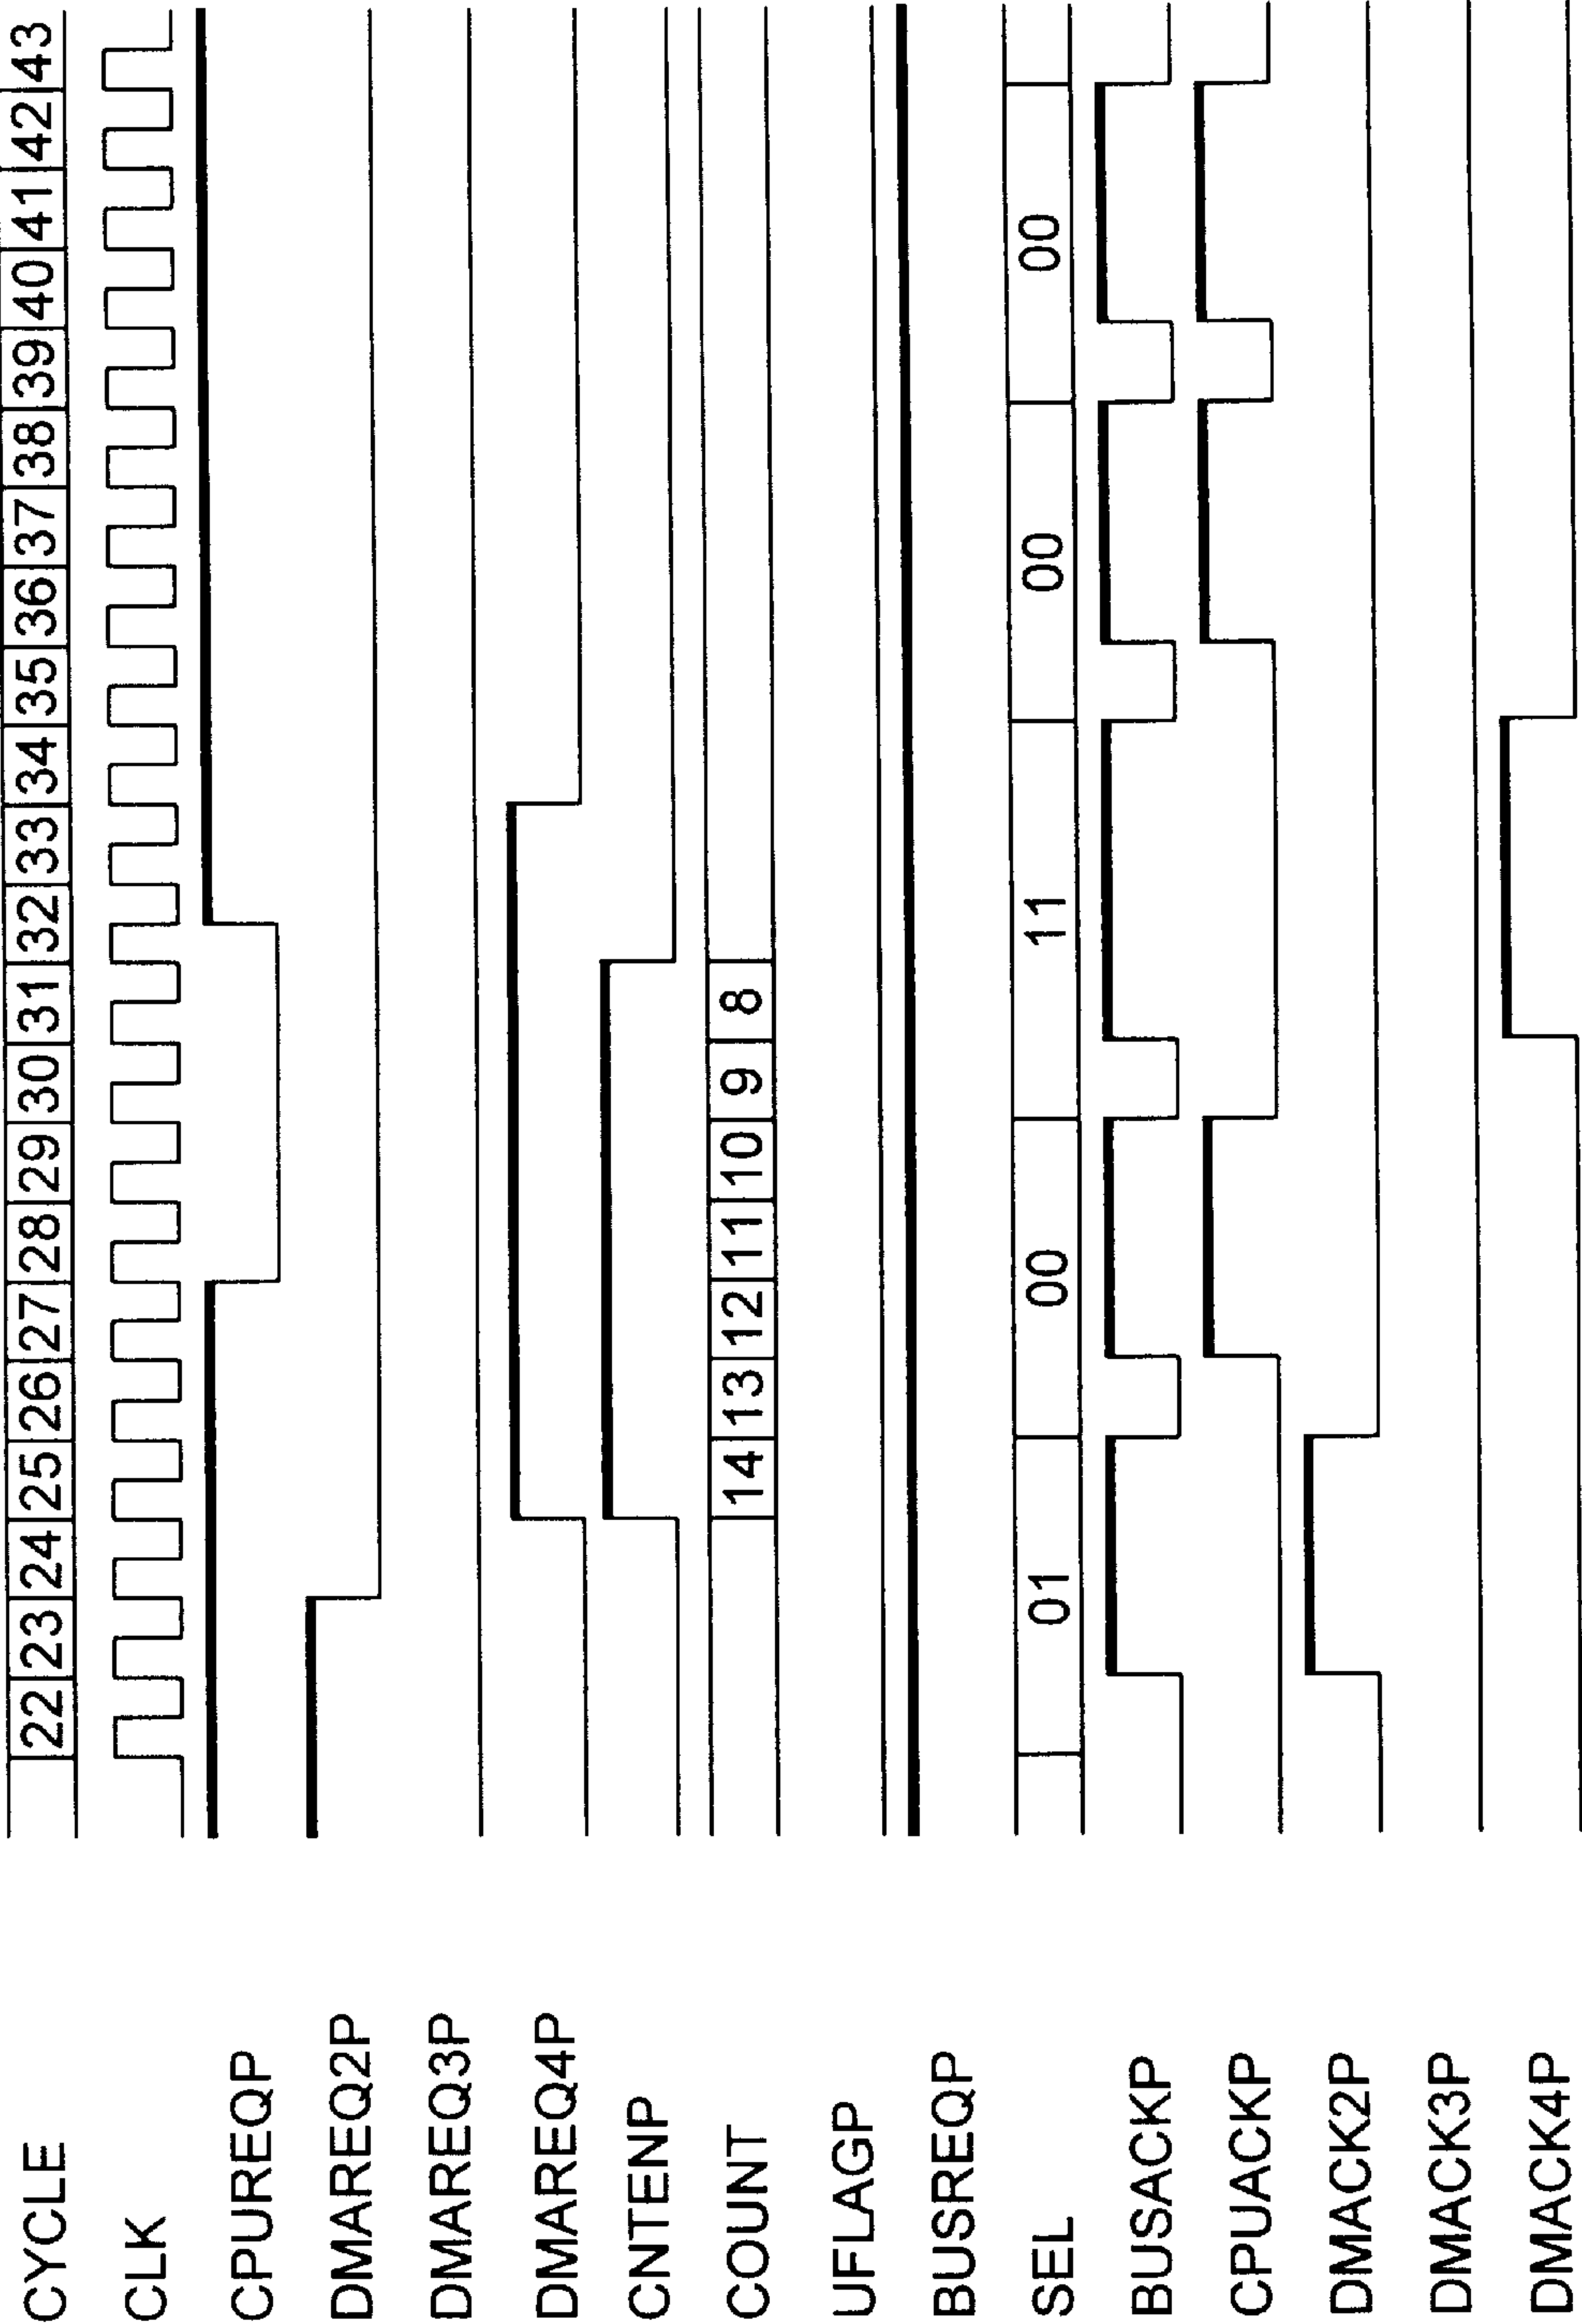 CYCLE 22 23 24 25 26 27 28 29 30 31 32 33 34 35 36 37 38 39 40 41 42 43
CLK
CPUREQP
DMAREQ2P
DMAREQ3P
DMAREQ4P
CNTENP
COUNT 14 13 12 11 10 9 8
UFLAGP
BUSREQP
SEL 01 00 11 00 00
BUSACKP
CPUACKP
DMACK2P
DMACK3P
DMACK4P